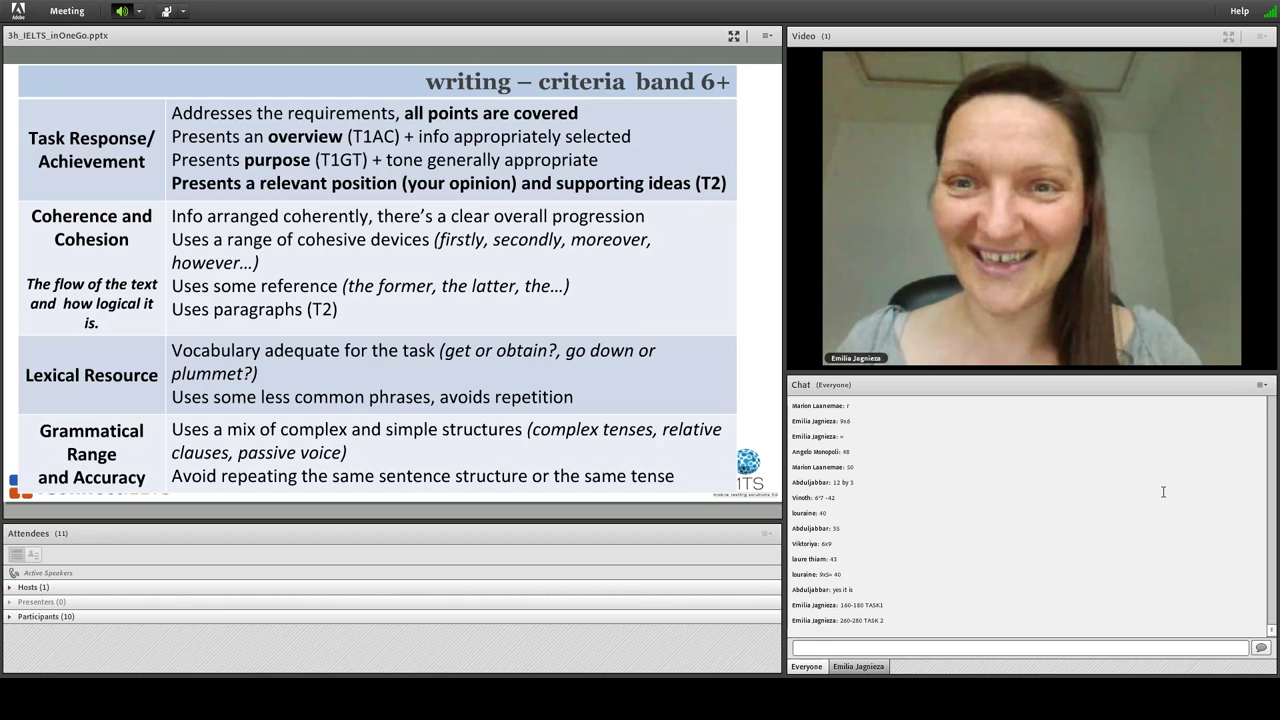 Adobe
Meeting
Help
3h_IELTS_inOneGo.pptx
writing – criteria band 6+
Task Response/
Achievement
Addresses the requirements, all points are covered
Presents an overview (T1AC) + info appropriately selected
Presents purpose (T1GT) + tone generally appropriate
Presents a relevant position (your opinion) and supporting ideas (T2)
Coherence and
Cohesion
The flow of the text
and how logical it
is.
Info arranged coherently, there's a clear overall progression
Uses a range of cohesive devices (firstly, secondly, moreover,
however…)
Uses some reference (the former, the latter, the…)
Uses paragraphs (T2)
Lexical Resource
Vocabulary adequate for the task (get or obtain?, go down or
plummet?)
Uses some less common phrases, avoids repetition
Grammatical
Range
and Accuracy
Uses a mix of complex and simple structures (complex tenses, relative
clauses, passive voice)
Avoid repeating the same sentence structure or the same tense
Attendees (11)
Active Speakers
Hosts (1)
Presenters (0)
Participants (10)
Video (1)
Emilia Jagnieza
Chat (Everyone)
Marion Laanemae: r
Emilia Jagnieza: 9x6
Emilia Jagnieza: =
Angelo Monopoli: 48
Marion Laanemae: 50
Abduljabbar: 12 by 3
Vinoth: 6*7 -42
louraine: 40
Abduljabbar: 35
Viktoriya: 6x9
laure thiam: 43
louraine: 9x5= 40
Abduljabbar: yes it is
Emilia Jagnieza: 160-180 TASK1
Emilia Jagnieza: 260-280 TASK 2
Everyone
Emilia Jagnieza